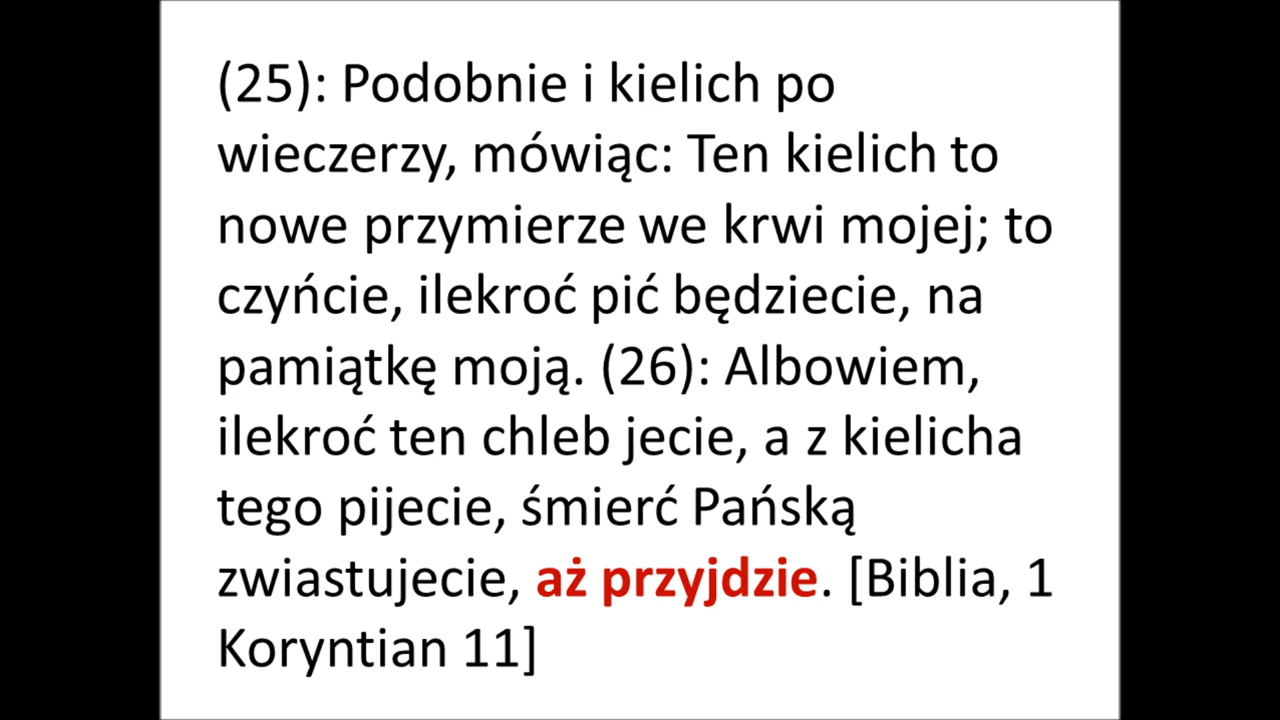 (25): Podobnie i kielich po
wieczerzy, mówiąc: Ten kielich to
nowe przymierze we krwi mojej; to
czyńcie, ilekroć pić będziecie, na
pamiątkę moją. (26): Albowiem,
ilekroć ten chleb jecie, a z kielicha
tego pijecie, śmierć Pańską
zwiastujecie, aż przyjdzie. [Biblia, 1
Koryntian 11]